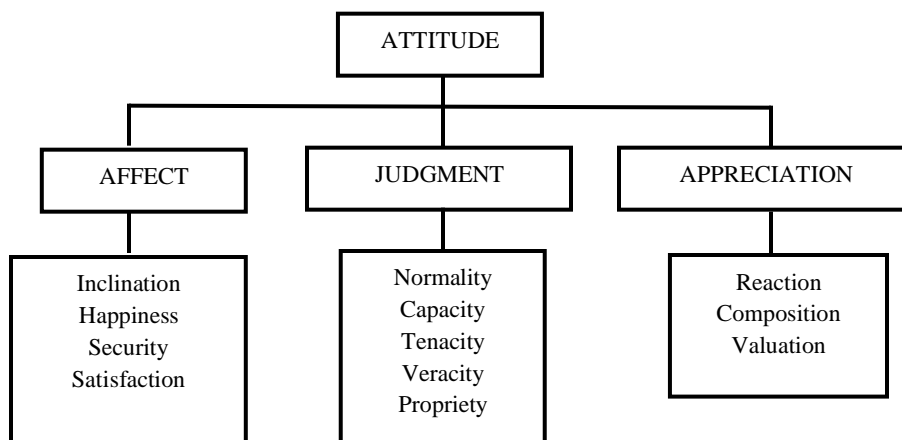 ATTITUDE
AFFECT
JUDGMENT
APPRECIATION
Inclination
Happiness
Security
Satisfaction
Normality
Capacity
Tenacity
Veracity
Propriety
Reaction
Composition
Valuation